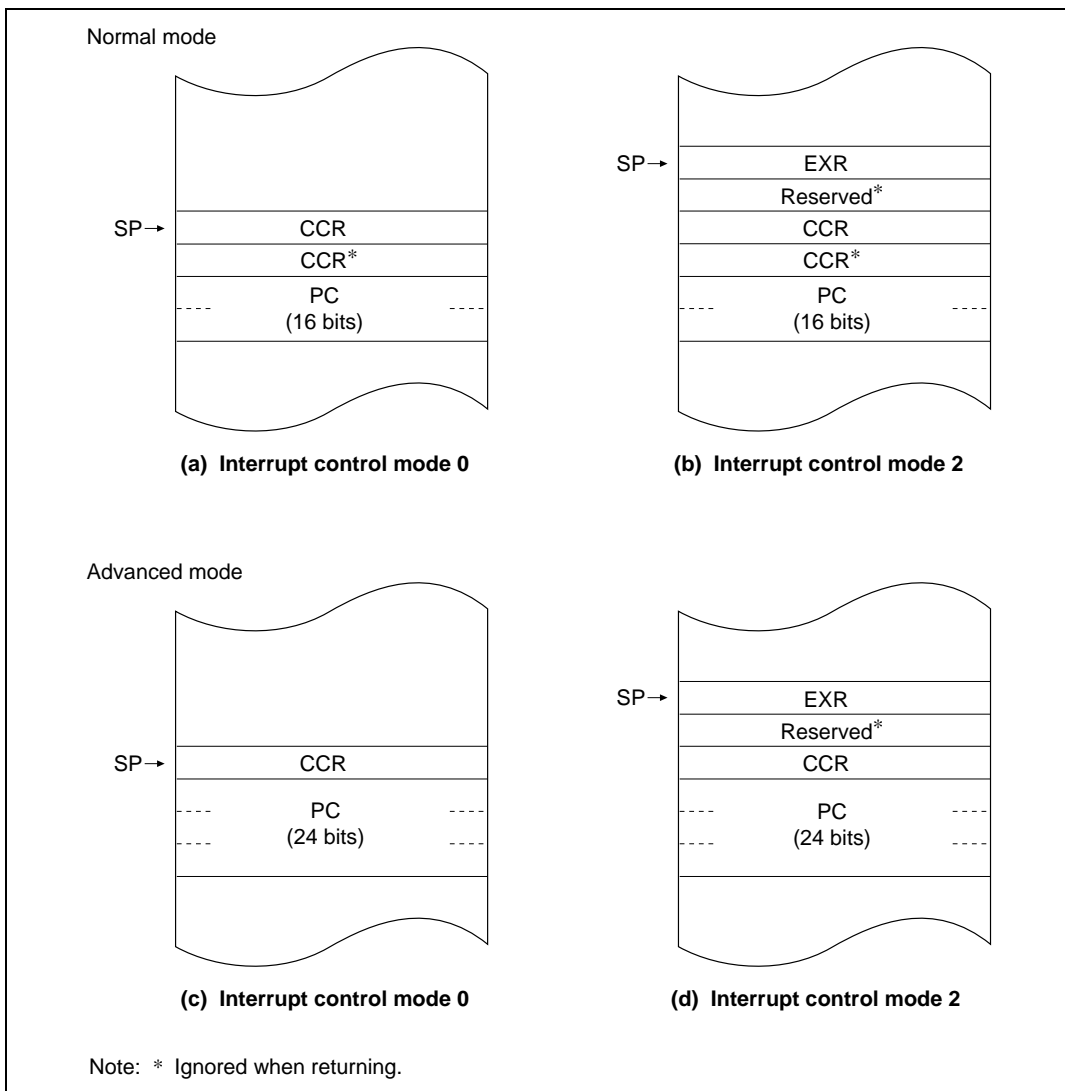 Normal mode
SP
CCR
CCR*
PC
(16 bits)
(a) Interrupt control mode 0
SP
EXR
Reserved*
CCR
CCR*
PC
(16 bits)
(b) Interrupt control mode 2
Advanced mode
SP
CCR
PC
(24 bits)
(c) Interrupt control mode 0
SP
EXR
Reserved*
CCR
PC
(24 bits)
(d) Interrupt control mode 2
Note: * Ignored when returning.